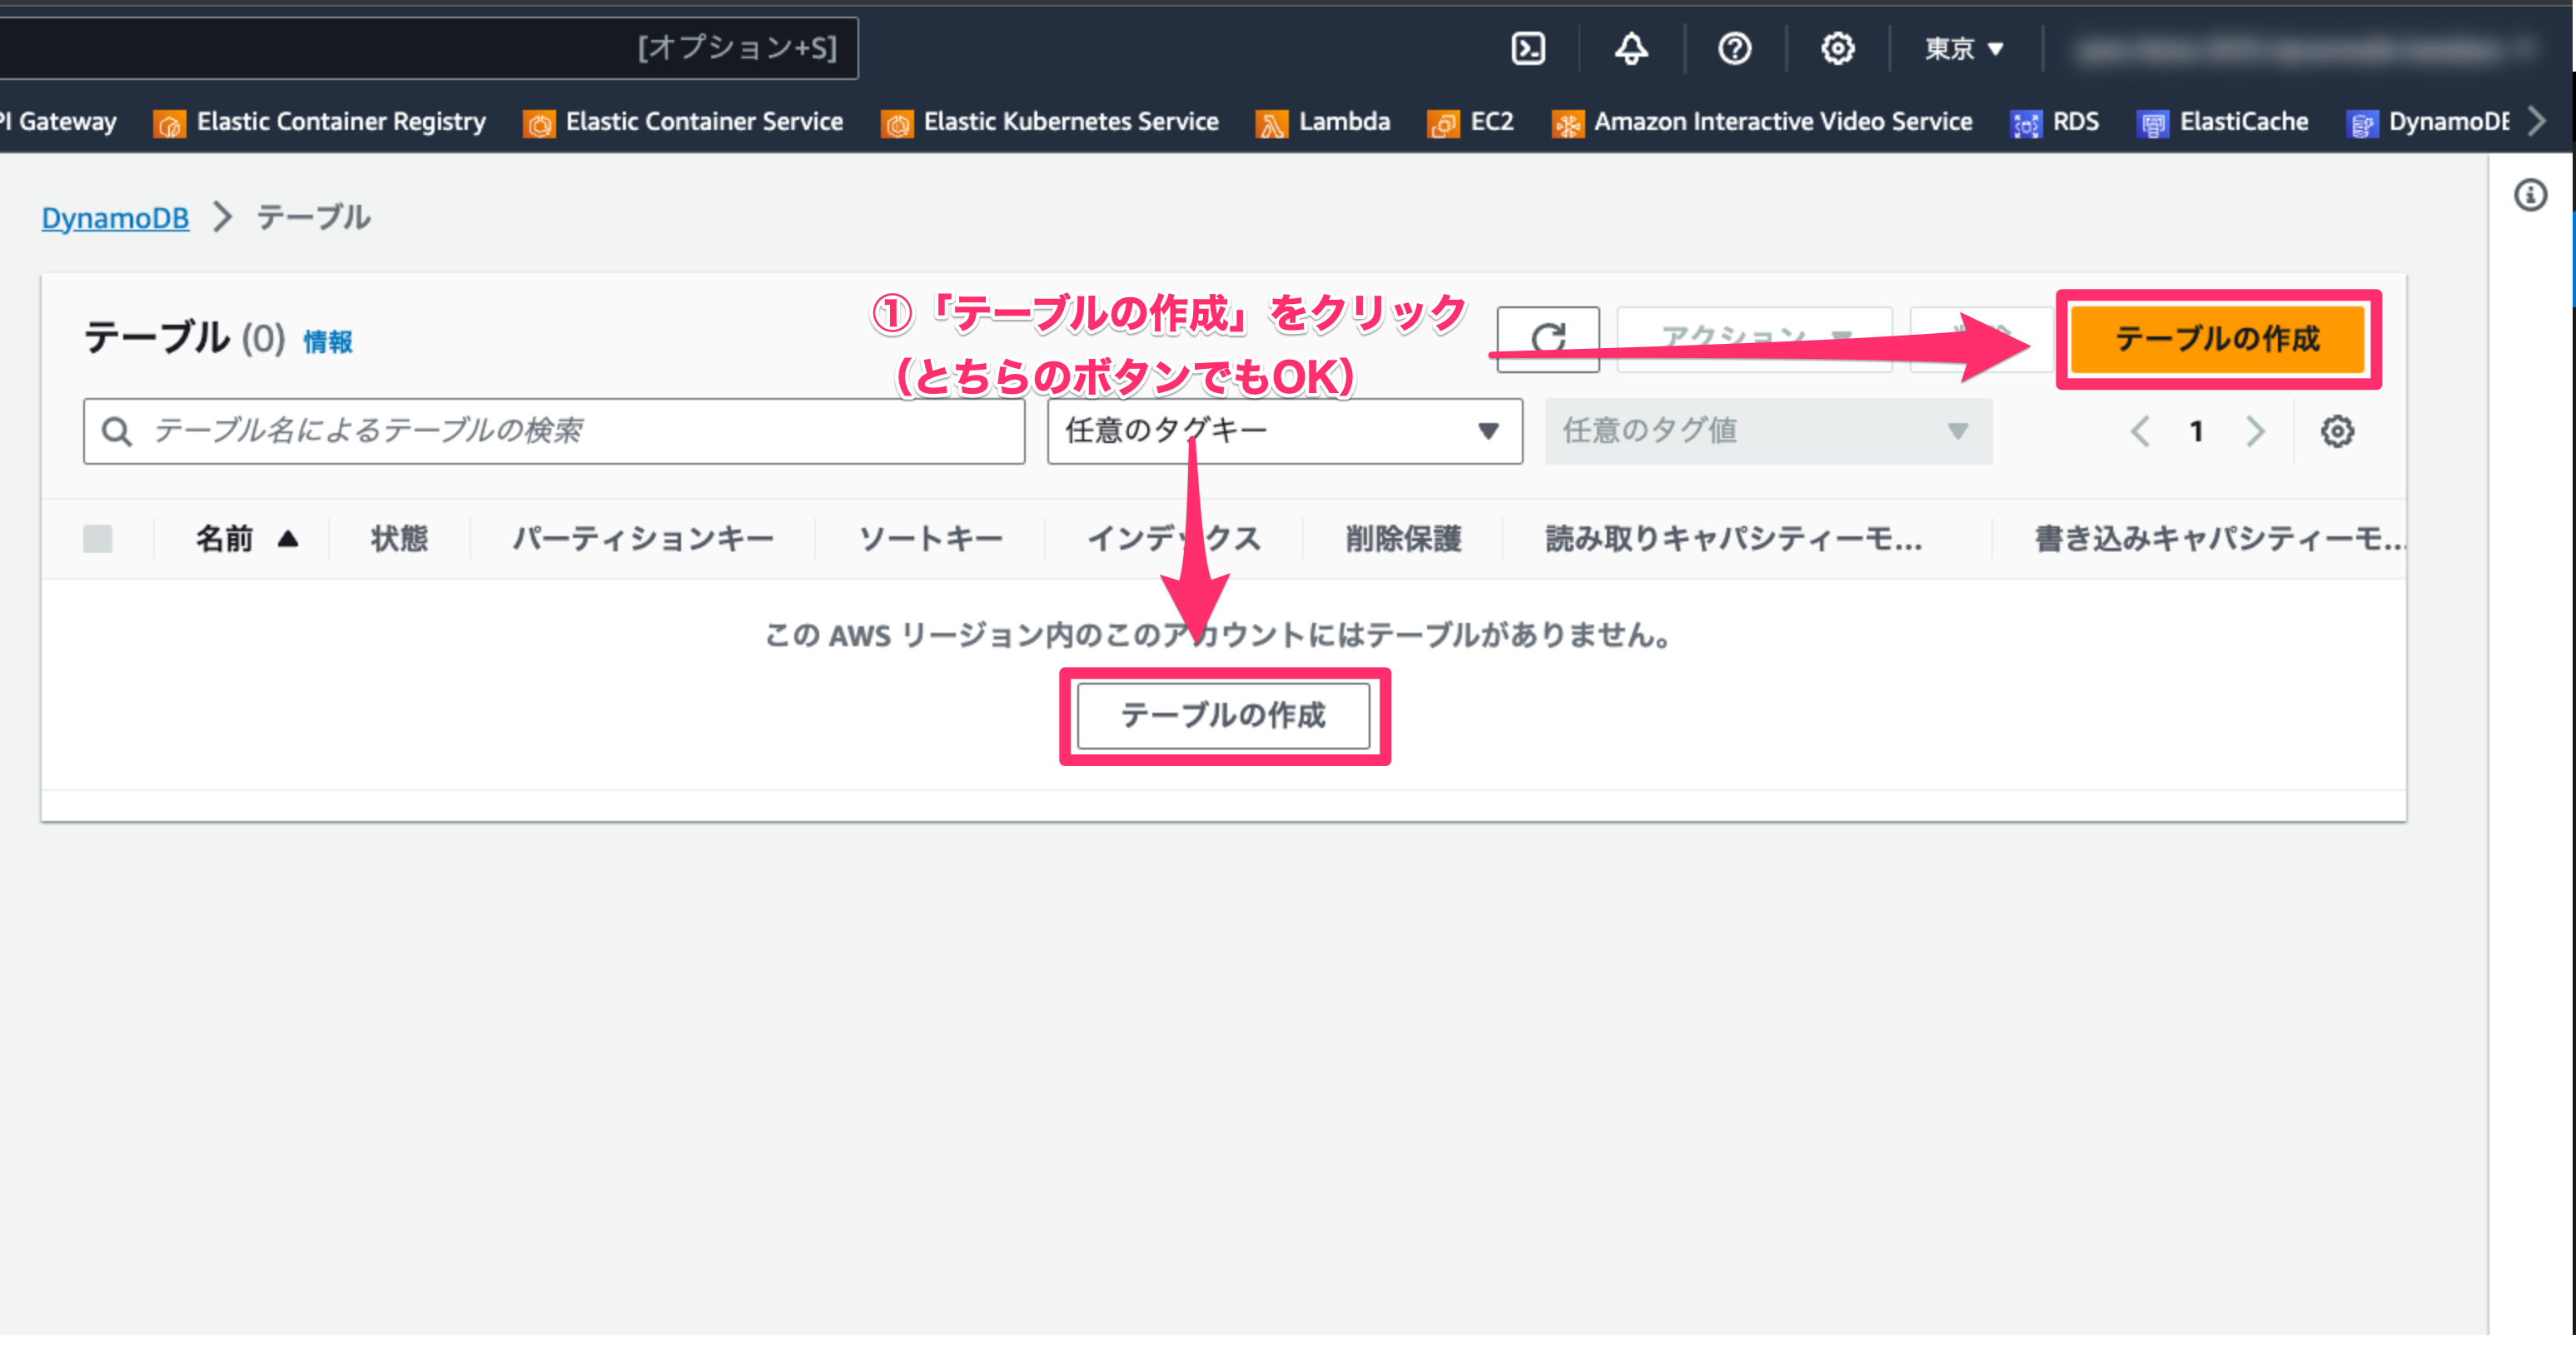 [オプション+S]
東京
PI Gateway Elastic Container Registry Elastic Container Service Elastic Kubernetes Service Lambda EC2 Amazon Interactive Video Service RDS ElastiCache DynamoDB
DynamoDB テーブル
①「テーブルの作成」をクリック
（とちらのボタンでもOK）
テーブル (0) 情報
アクション
テーブルの作成
テーブル名によるテーブルの検索
任意のタグキー
任意のタグ値
1
名前 状態 パーティションキー ソートキー インデックス 削除保護 読み取りキャパシティーモ... 書き込みキャパシティーモ...
この AWS リージョン内のこのアカウントにはテーブルがありません。
テーブルの作成